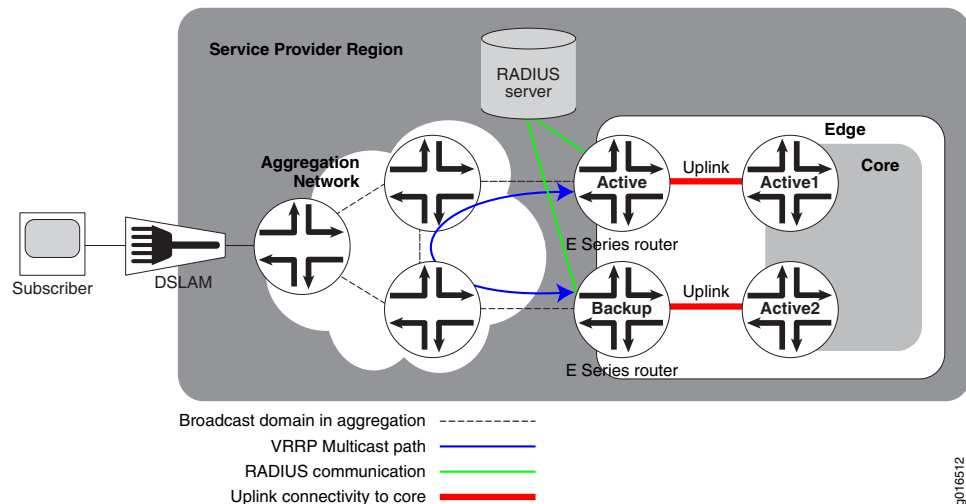 Service Provider Region
RADIUS
server
Edge
Aggregation
Network
Active
Uplink
Active1
Core
E Series router
Subscriber
DSLAM
Backup
Uplink
Active2
E Series router
Broadcast domain in aggregation
VRRP Multicast path
RADIUS communication
Uplink connectivity to core
g016512